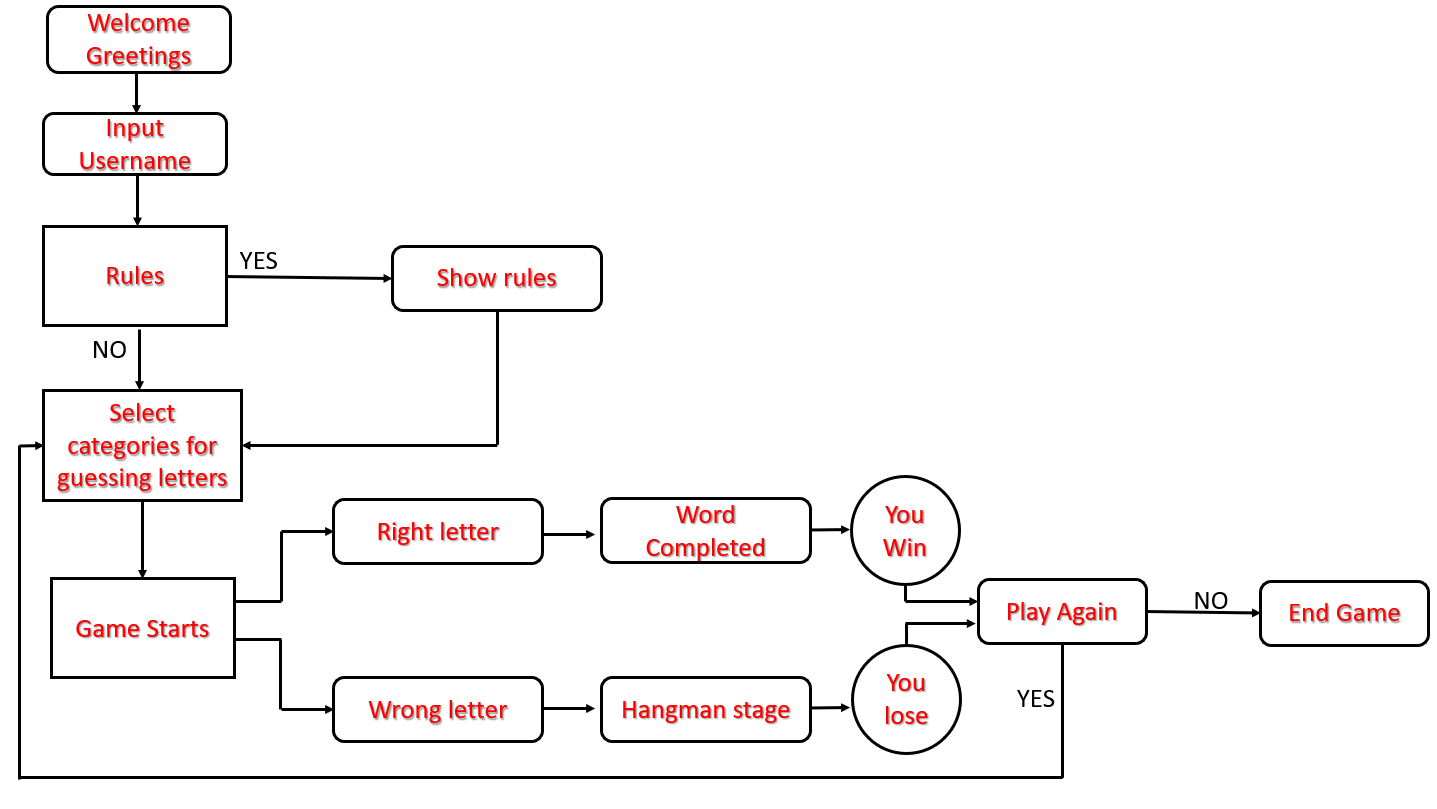 Welcome
Greetings
Input
Username
Rules
YES
Show rules
NO
Select
categories for
guessing letters
Game Starts
Right letter
Word
Completed
You
Win
Wrong letter
Hangman stage
You
lose
Play Again
NO
End Game
YES